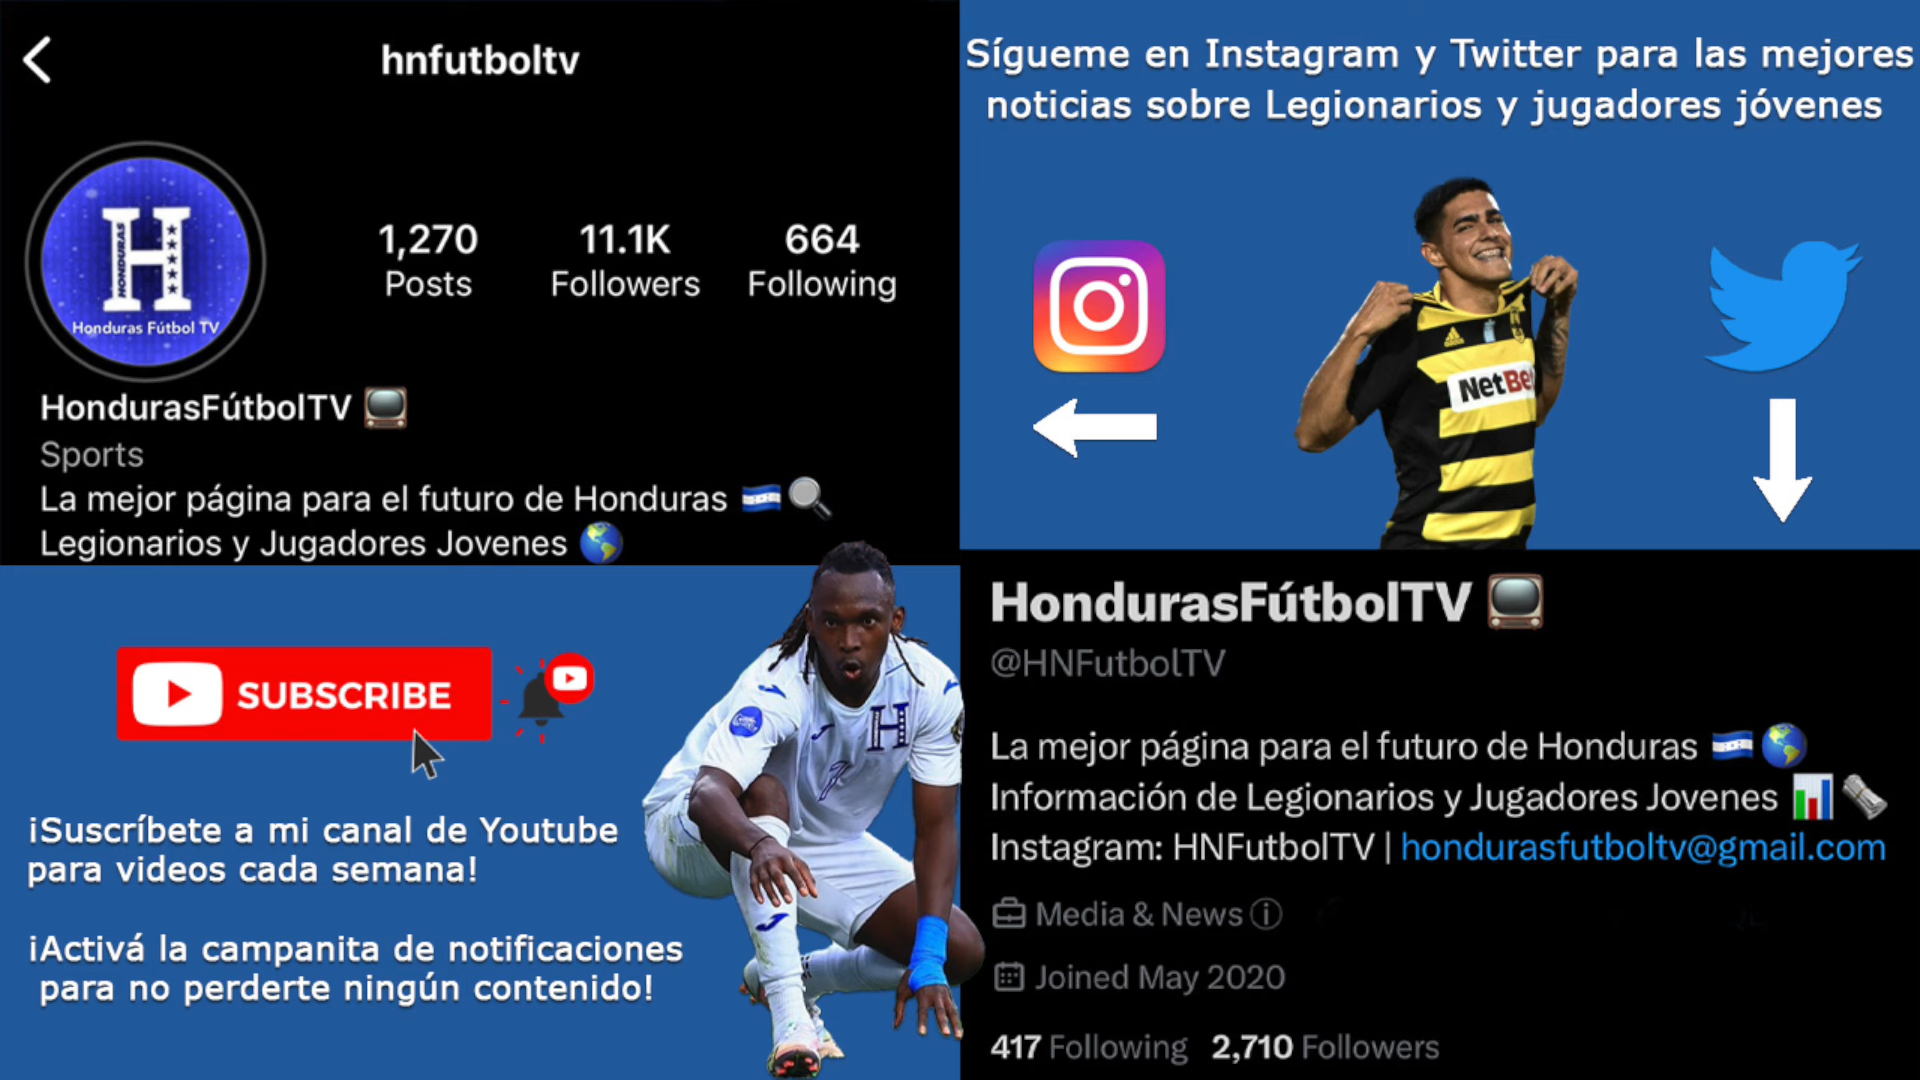 hnfutboltv
HONDURAS
Honduras Fútbol TV
1,270 11.1K 664
Posts Followers Following
HondurasFútbolTV
Sports
La mejor página para el futuro de Honduras
Legionarios y Jugadores Jovenes
Sígueme en Instagram y Twitter para las mejores
noticias sobre Legionarios y jugadores jóvenes
NetBe
SUBSCRIBE
¡Suscríbete a mi canal de Youtube
para videos cada semana!
¡Activá la campanita de notificaciones
para no perderte ningún contenido!
H
7
HondurasFútbolTV
@HNFutbolTV
La mejor página para el futuro de Honduras
Información de Legionarios y Jugadores Jovenes
Instagram: HNFutbolTV | hondurasfutboltv@gmail.com
Media & News
Joined May 2020
417 Following 2,710 Followers